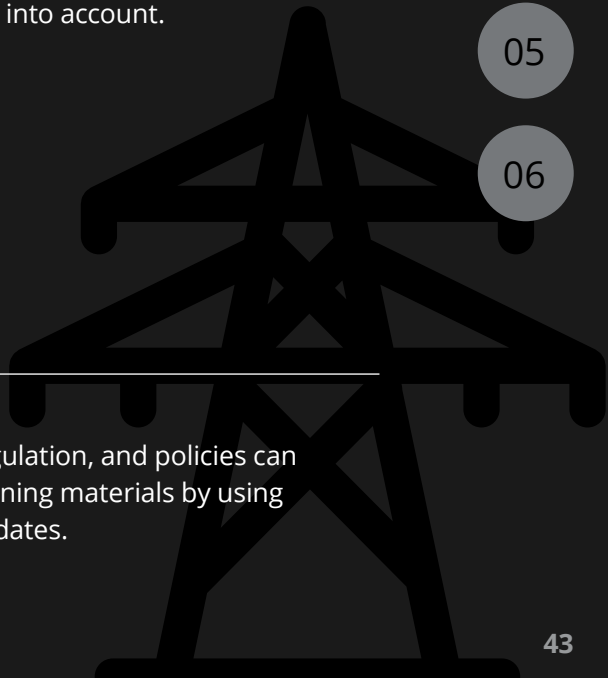 into account.
05
06
gulation, and policies can
ning materials by using
dates.
43